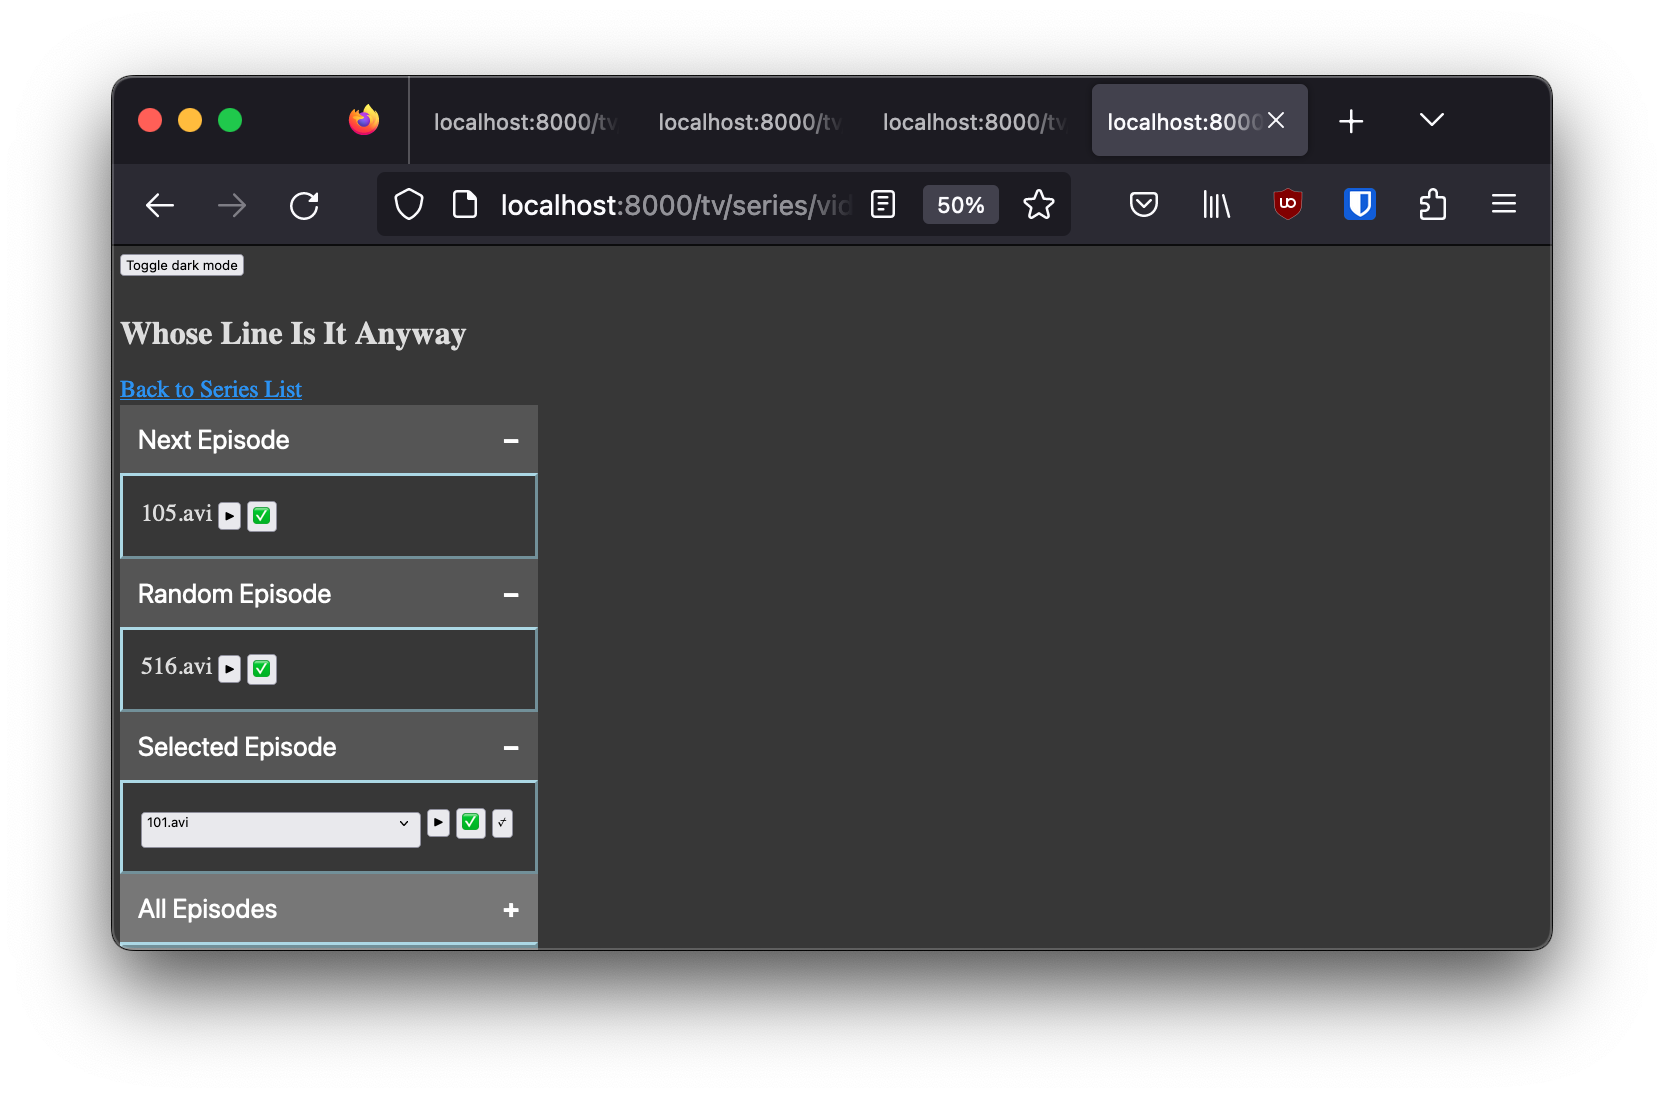 localhost:8000/tv localhost:8000/tv localhost:8000/tv localhost:8000
localhost:8000/tv/series/vid 50%
Toggle dark mode
Whose Line Is It Anyway
Back to Series List
Next Episode
105.avi
Random Episode
516.avi
Selected Episode
101.avi
All Episodes